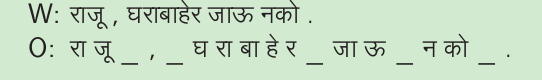 W: राजू , घराबाहेर जाऊ नको .
O: रा जू _ , _ घ रा बा हे र _ जा ऊ _ न को _ .